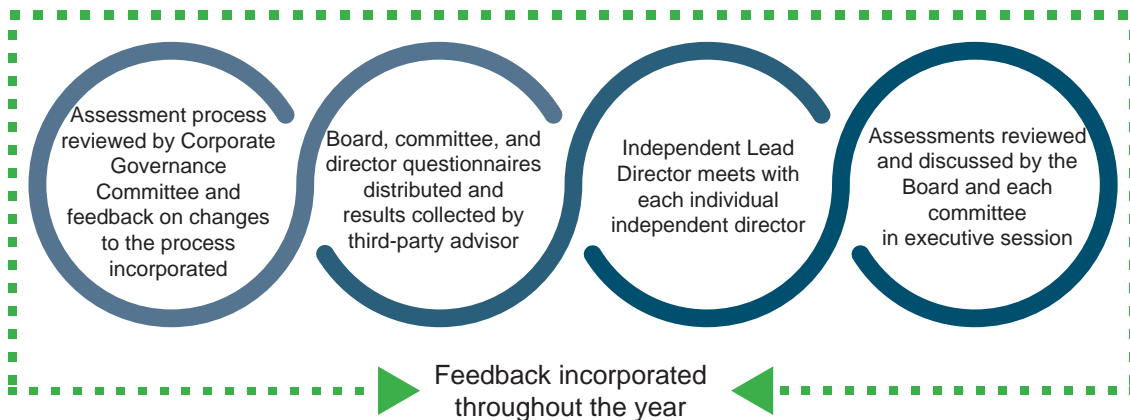 Assessment process
reviewed by Corporate
Governance
Committee and
feedback on changes
to the process
incorporated
Board, committee, and
director questionnaires
distributed and
results collected by
third-party advisor
Independent Lead
Director meets with
each individual
independent director
Assessments reviewed
and discussed by the
Board and each
committee
in executive session
Feedback incorporated
throughout the year